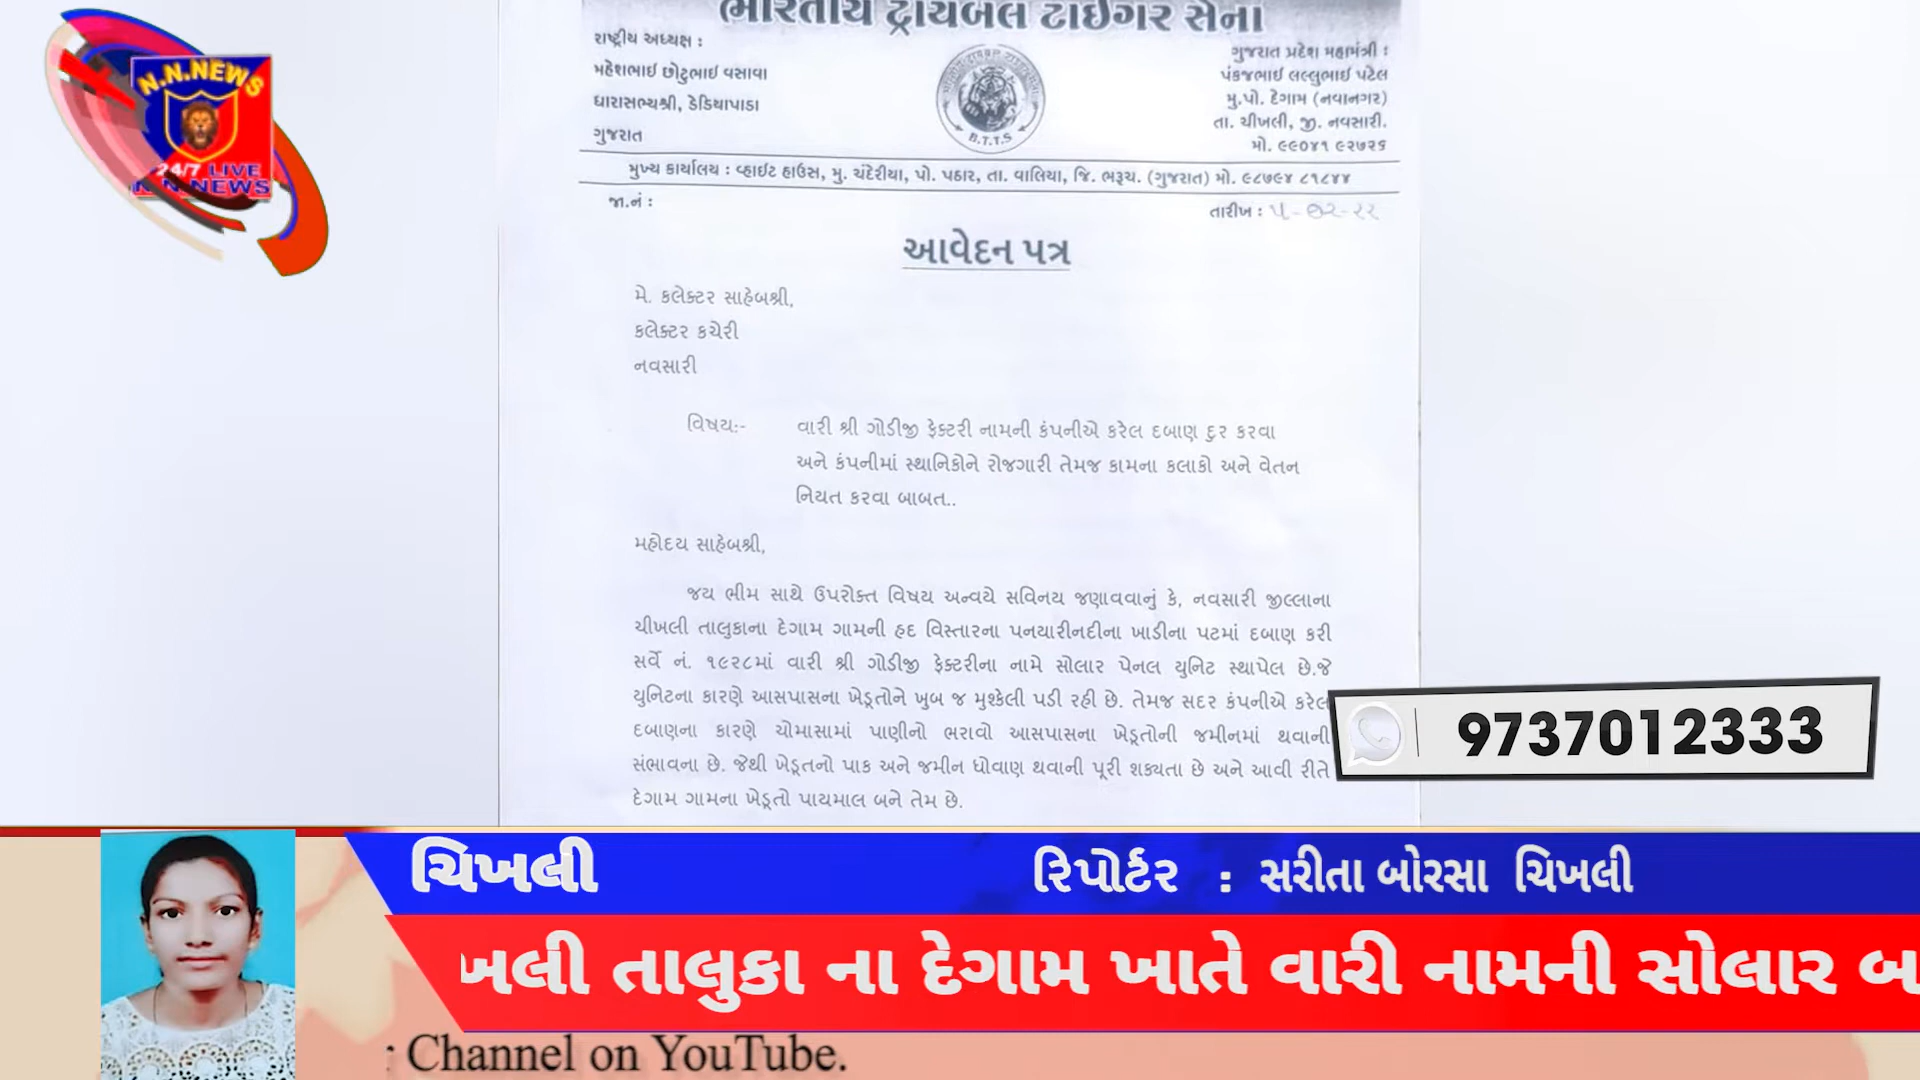 ભારતીય ટ્રાયબલ ટાઈગર સેના
રાષ્ટ્રીય અધ્યક્ષ :
મહેશભાઈ છોટુભાઈ વસાવા
ધારાસભ્યશ્રી, ડેડિયાપાડા
ગુજરાત
B.T.T.S
ગુજરાત પ્રદેશ મહામંત્રી :
પંકજભાઈ લલ્લુભાઈ પટેલ
મુ.પો. દેગામ (નવાનગર)
તા. ચીખલી, જી. નવસારી.
મો. ૯૯૦૪૧ ૯૨૭૨૬
મુખ્ય કાર્યાલય : વ્હાઈટ હાઉસ, મુ. ચંદેરીયા, પો. પઠાર, તા. વાલિયા, જિ. ભરૂચ. (ગુજરાત) મો. ૯૮૭૯૪ ૮૧૮૪૪
જા.નં :
તારીખ : ૫-૦૨-૨૨
આવેદન પત્ર
મે. કલેક્ટર સાહેબશ્રી,
કલેક્ટર કચેરી
નવસારી
વિષય:- વારી શ્રી ગોડીજી ફેક્ટરી નામની કંપનીએ કરેલ દબાણ દુર કરવા
અને કંપનીમાં સ્થાનિકોને રોજગારી તેમજ કામના કલાકો અને વેતન
નિયત કરવા બાબત..
મહોદય સાહેબશ્રી,
જય ભીમ સાથે ઉપરોક્ત વિષય અન્વયે સવિનય જણાવવાનું કે, નવસારી જીલ્લાના
ચીખલી તાલુકાના દેગામ ગામની હદ વિસ્તારના પનયારીનદીના ખાડીના પટમાં દબાણ કરી
સર્વે નં. ૧૯૨૮માં વારી શ્રી ગોડીજી ફેક્ટરીના નામે સોલાર પેનલ યુનિટ સ્થાપેલ છે.જે
યુનિટના કારણે આસપાસના ખેડૂતોને ખુબ જ મુશ્કેલી પડી રહી છે. તેમજ સદર કંપનીએ કરેલ
દબાણના કારણે ચોમાસામાં પાણીનો ભરાવો આસપાસના ખેડૂતોની જમીનમાં થવાની
સંભાવના છે. જેથી ખેડૂતનો પાક અને જમીન ધોવાણ થવાની પૂરી શક્યતા છે અને આવી રીતે
દેગામ ગામના ખેડૂતો પાયમાલ બને તેમ છે.
N.N.NEWS
24/7 LIVE
N.N.NEWS
9737012333
ચિખલી
રિપોર્ટર : સરીતા બોરસા ચિખલી
ખલી તાલુકા ના દેગામ ખાતે વારી નામની સોલાર બ
: Channel on YouTube.